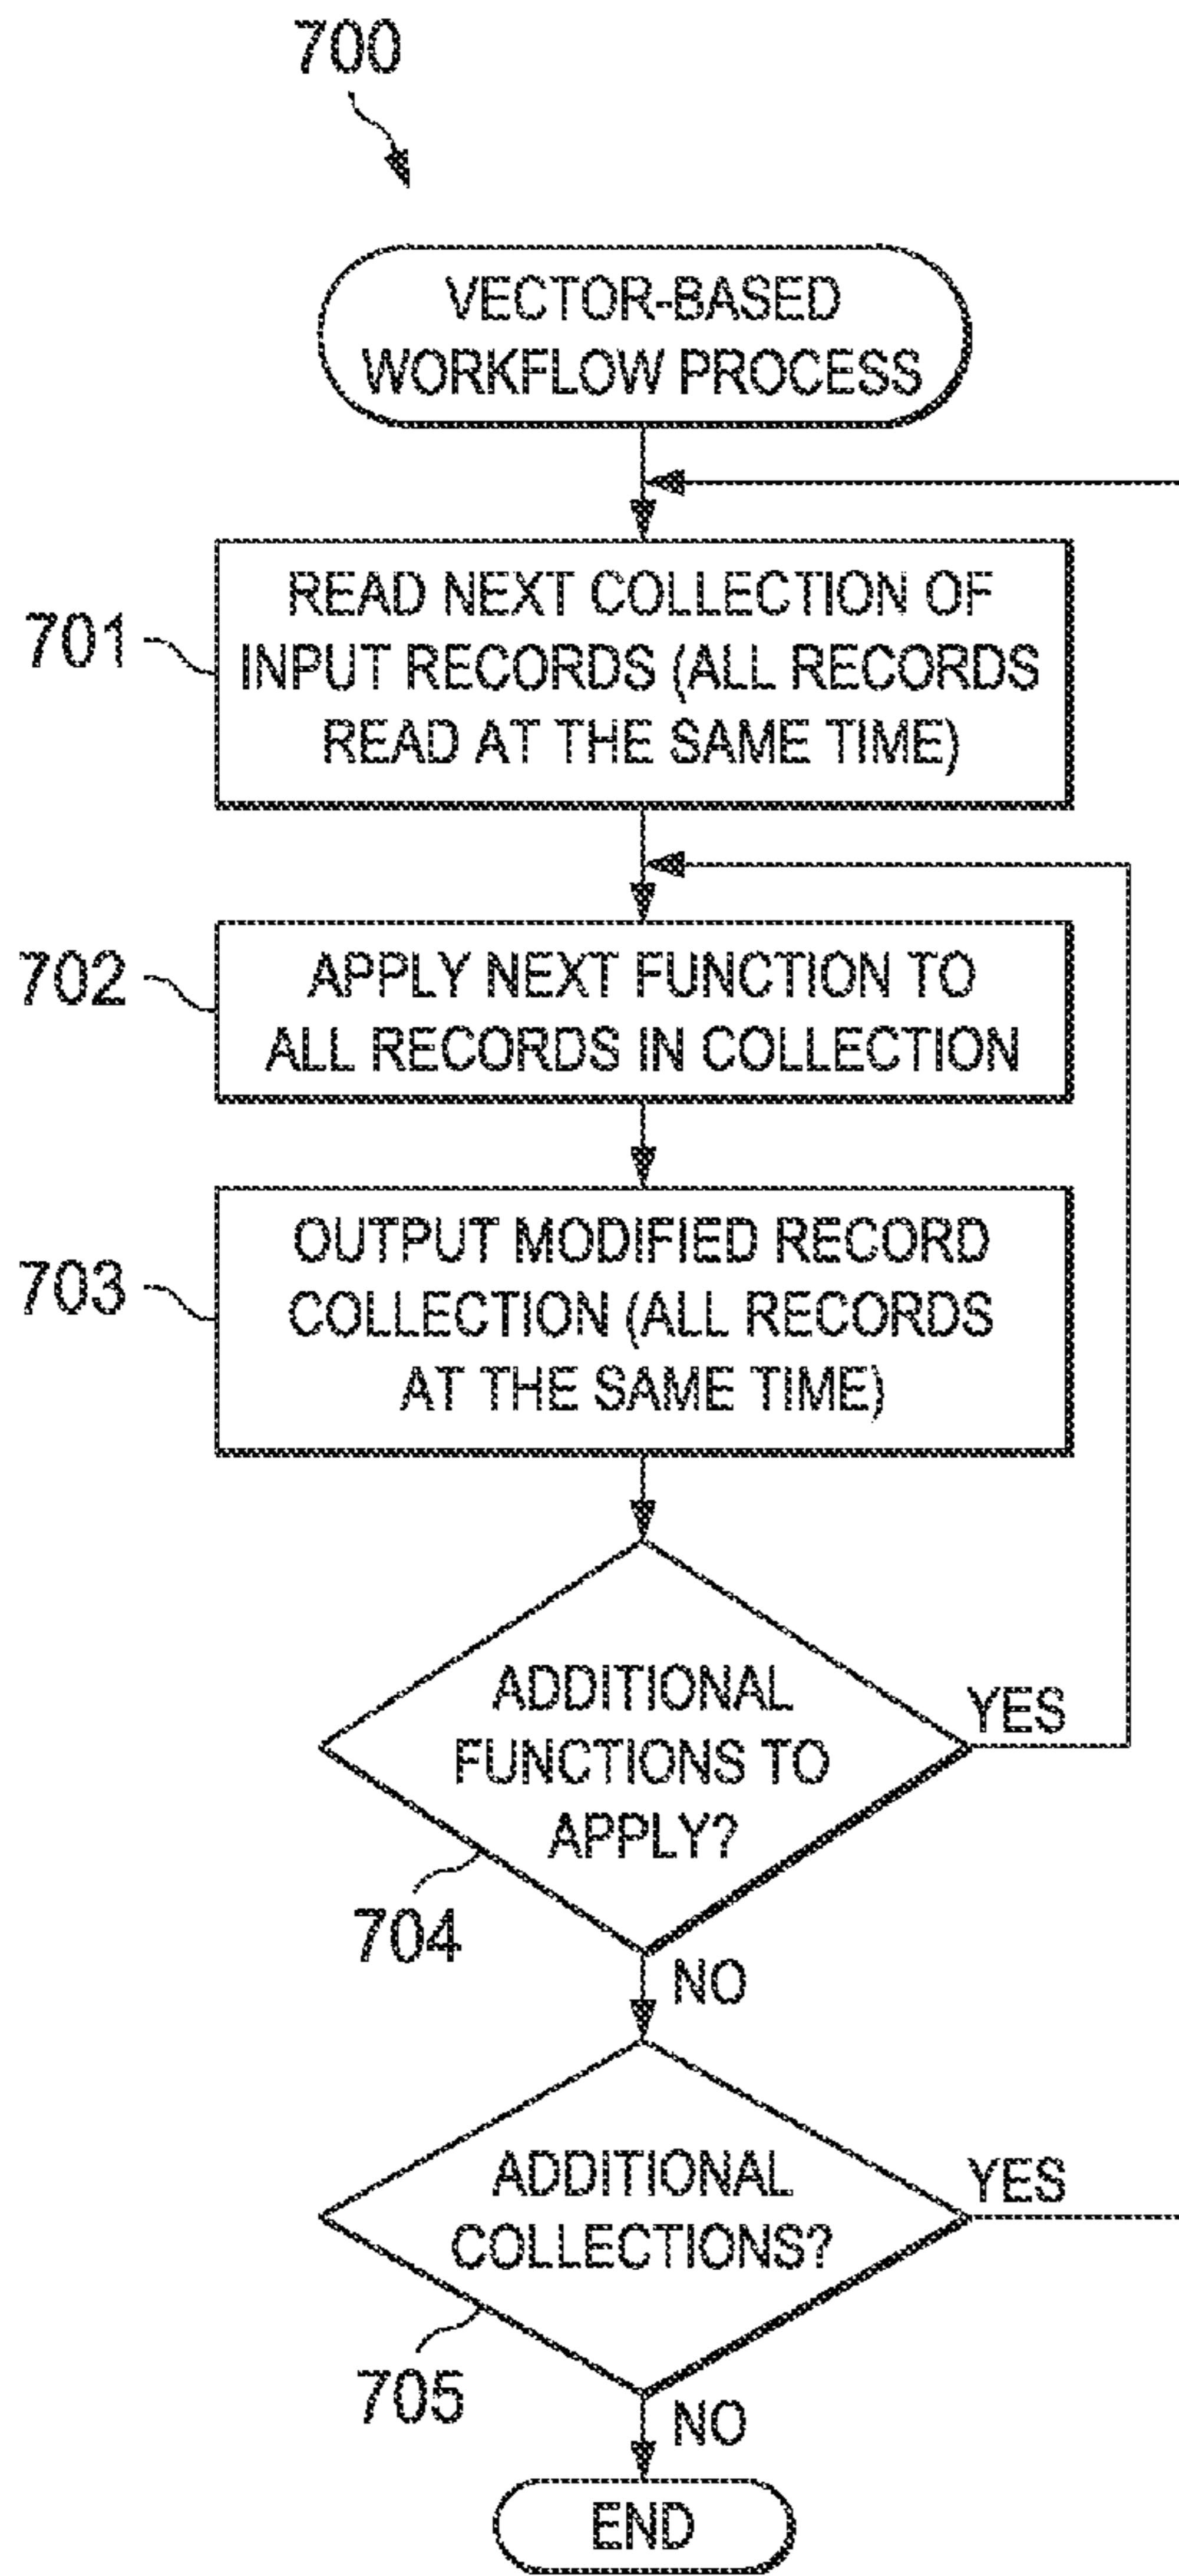 700
VECTOR-BASED
WORKFLOW PROCESS
701
READ NEXT COLLECTION OF
INPUT RECORDS (ALL RECORDS
READ AT THE SAME TIME)
702
APPLY NEXT FUNCTION TO
ALL RECORDS IN COLLECTION
703
OUTPUT MODIFIED RECORD
COLLECTION (ALL RECORDS
AT THE SAME TIME)
ADDITIONAL
FUNCTIONS TO
APPLY?
YES
704
NO
ADDITIONAL
COLLECTIONS?
YES
705
NO
END